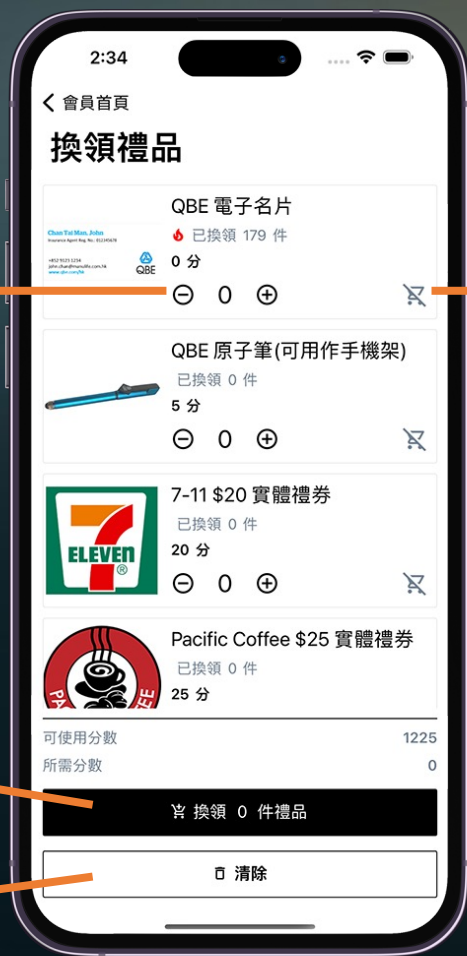 2:34
會員首頁
換領禮品
QBE 電子名片
已換領 179 件
0 分
0
Chan Tai Man, John
QBE
QBE 原子筆(可用作手機架)
已換領 0 件
5 分
0
7-11 $20 實體禮券
已換領 0 件
20 分
0
ELEVEn
Pacific Coffee $25 實體禮券
已換領 0 件
25 分
可使用分數 1225
所需分數 0
換領 0 件禮品
清除